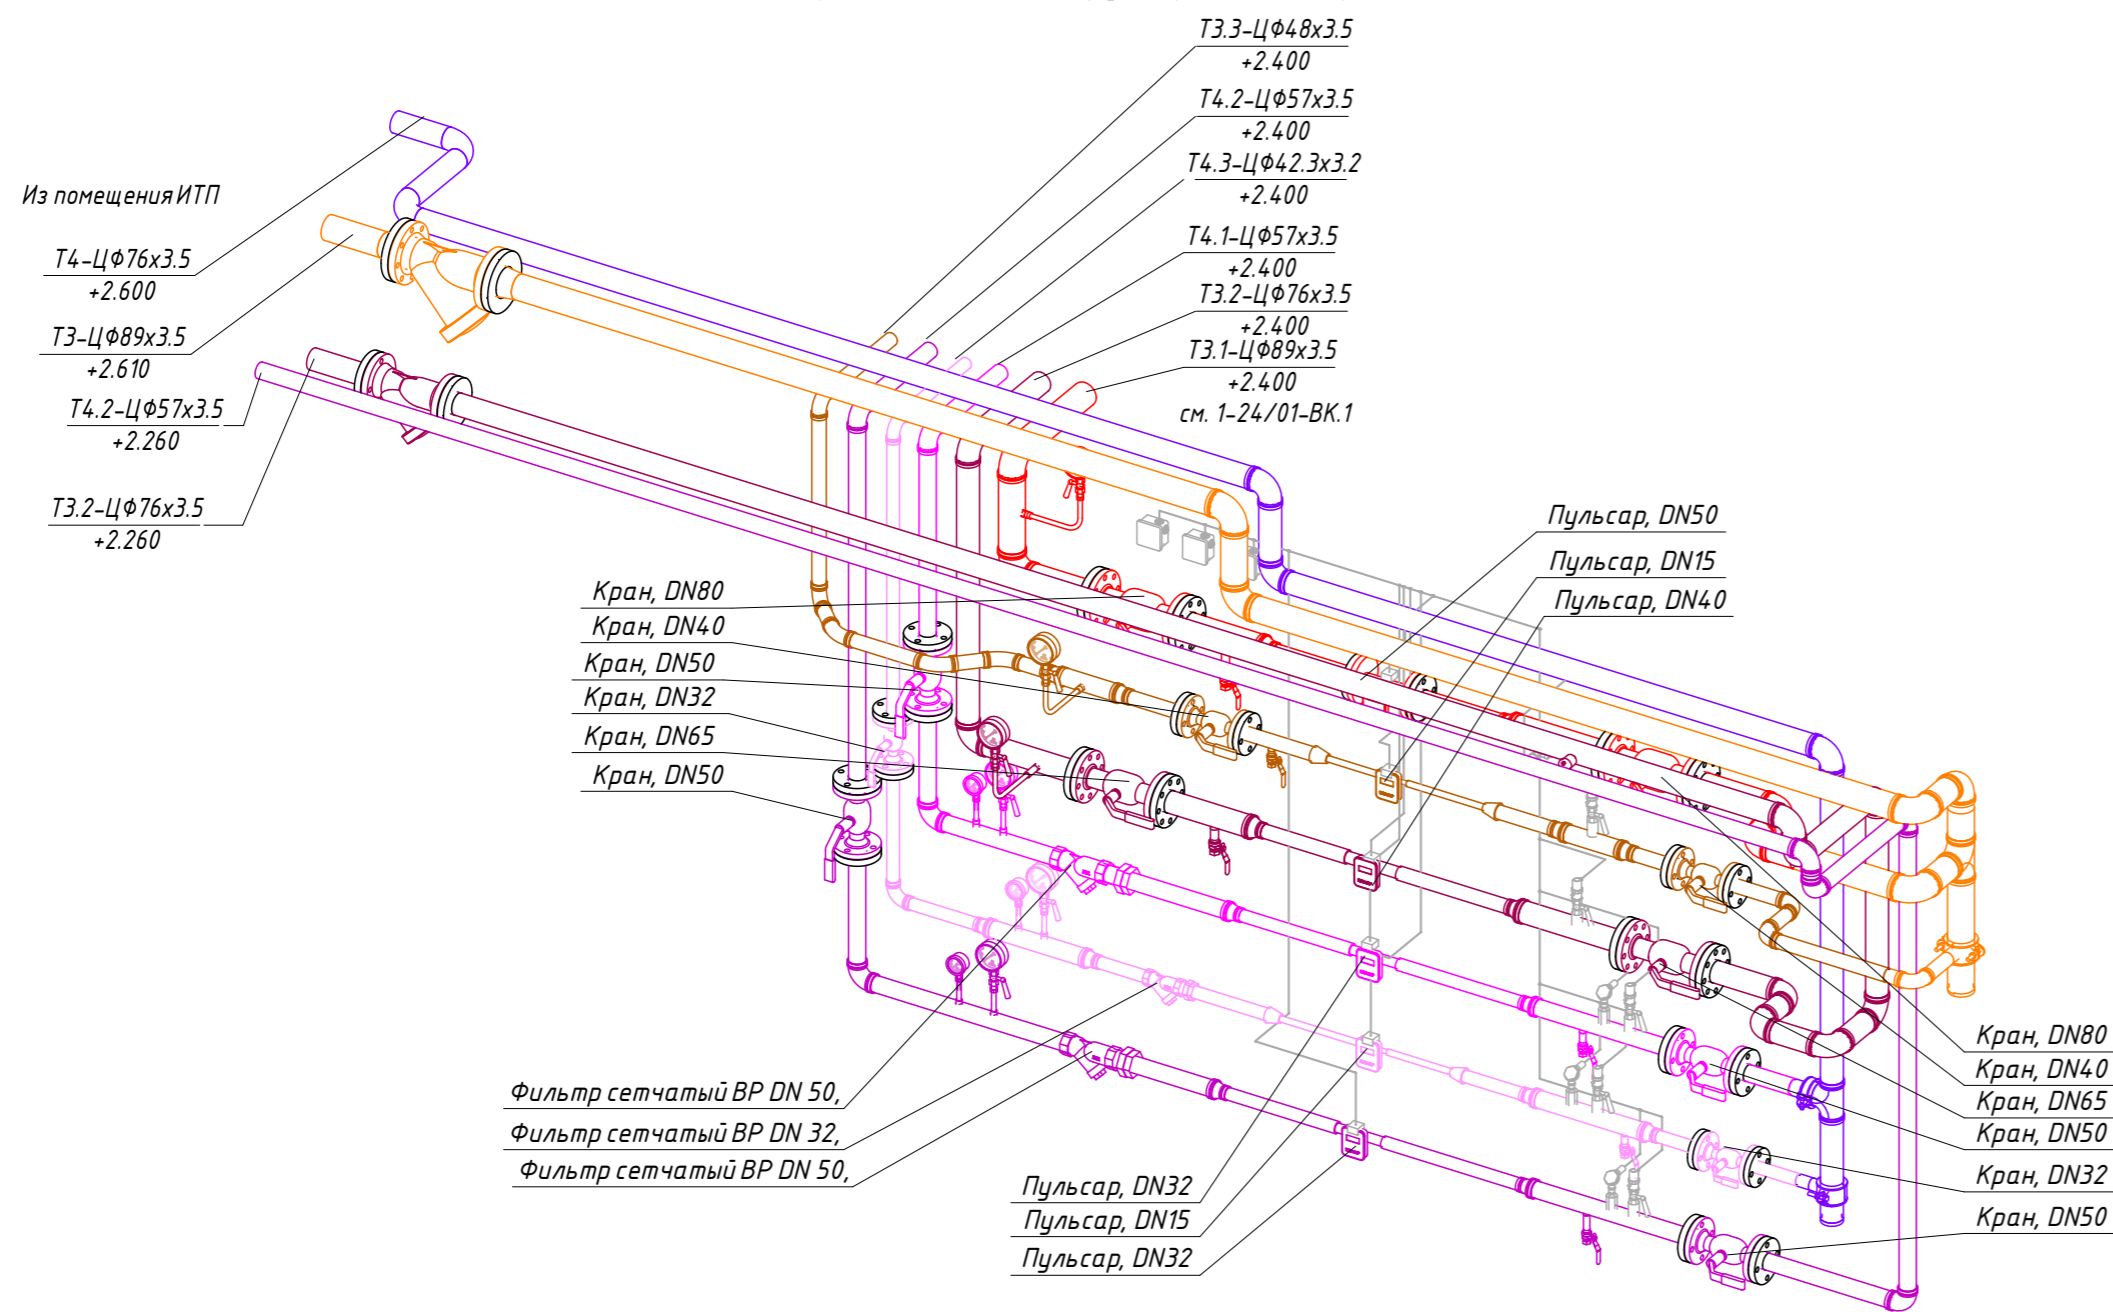 Т3.3-ЦФ48х3.5
+2.400
Т4.2-ЦФ57х3.5
+2.400
Т4.3-ЦФ42.3х3.2
+2.400
Т4.1-ЦФ57х3.5
+2.400
Т3.2-ЦФ76х3.5
+2.400
Т3.1-ЦФ89х3.5
+2.400
см. 1-24/01-ВК.1
Из помещения ИТП
Т4-ЦФ76х3.5
+2.600
Т3-ЦФ89х3.5
+2.610
Т4.2-ЦФ57х3.5
+2.260
Т3.2-ЦФ76х3.5
+2.260
Пульсар, DN50
Пульсар, DN15
Пульсар, DN40
Кран, DN80
Кран, DN40
Кран, DN50
Кран, DN32
Кран, DN65
Кран, DN50
Фильтр сетчатый ВР DN 50,
Фильтр сетчатый ВР DN 32,
Фильтр сетчатый ВР DN 50,
Пульсар, DN32
Пульсар, DN15
Пульсар, DN32
Кран, DN80
Кран, DN40
Кран, DN65
Кран, DN50
Кран, DN32
Кран, DN50